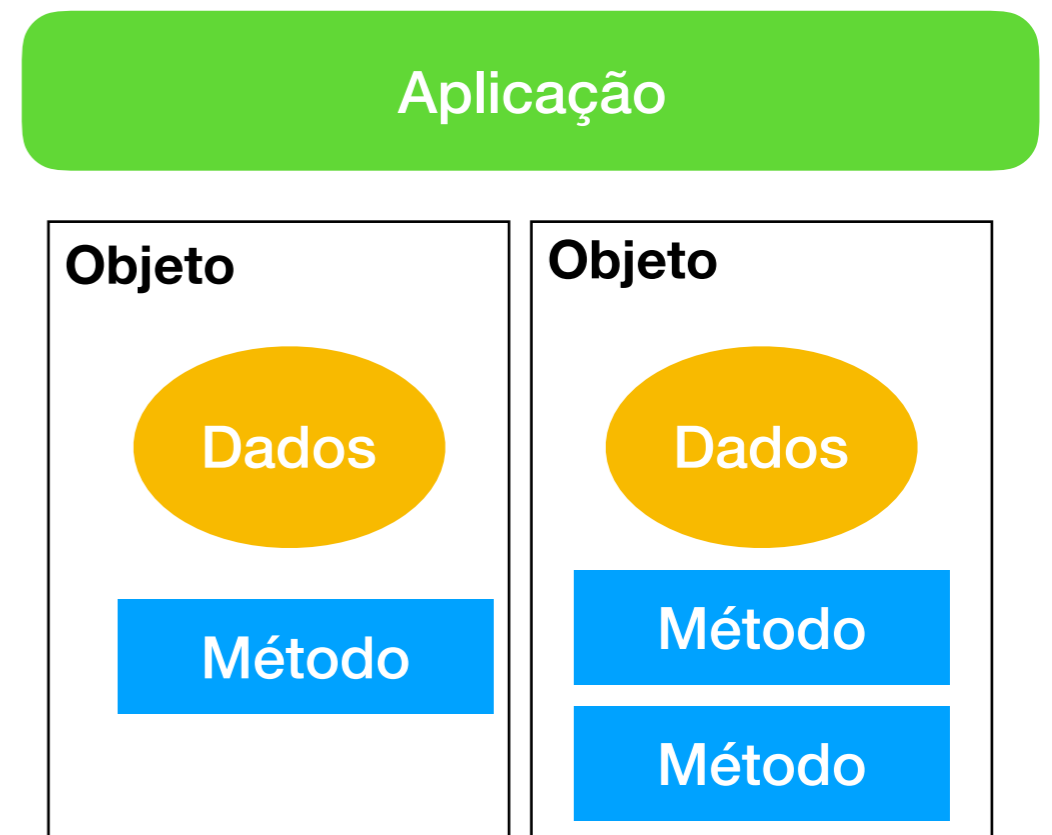 Aplicação
Objeto
Dados
Método
Objeto
Dados
Método
Método